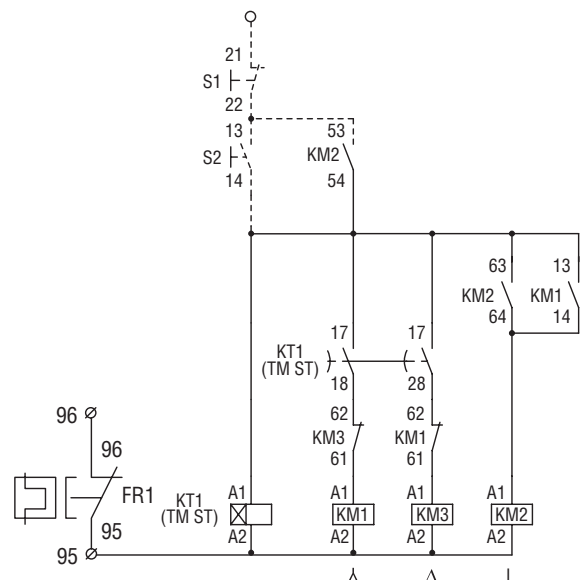 21
S1
22
13 53
S2 KM2
14 54
63 13
KM2 KM1
64 14
17 17
KT1
(TM ST)
18 28
96 62 62
96 KM3 KM1
61 61
FR1
A1 A1 A1 A1
KT1
(TM ST) KM1 KM3 KM2
95 A2 A2 A2 A2
95